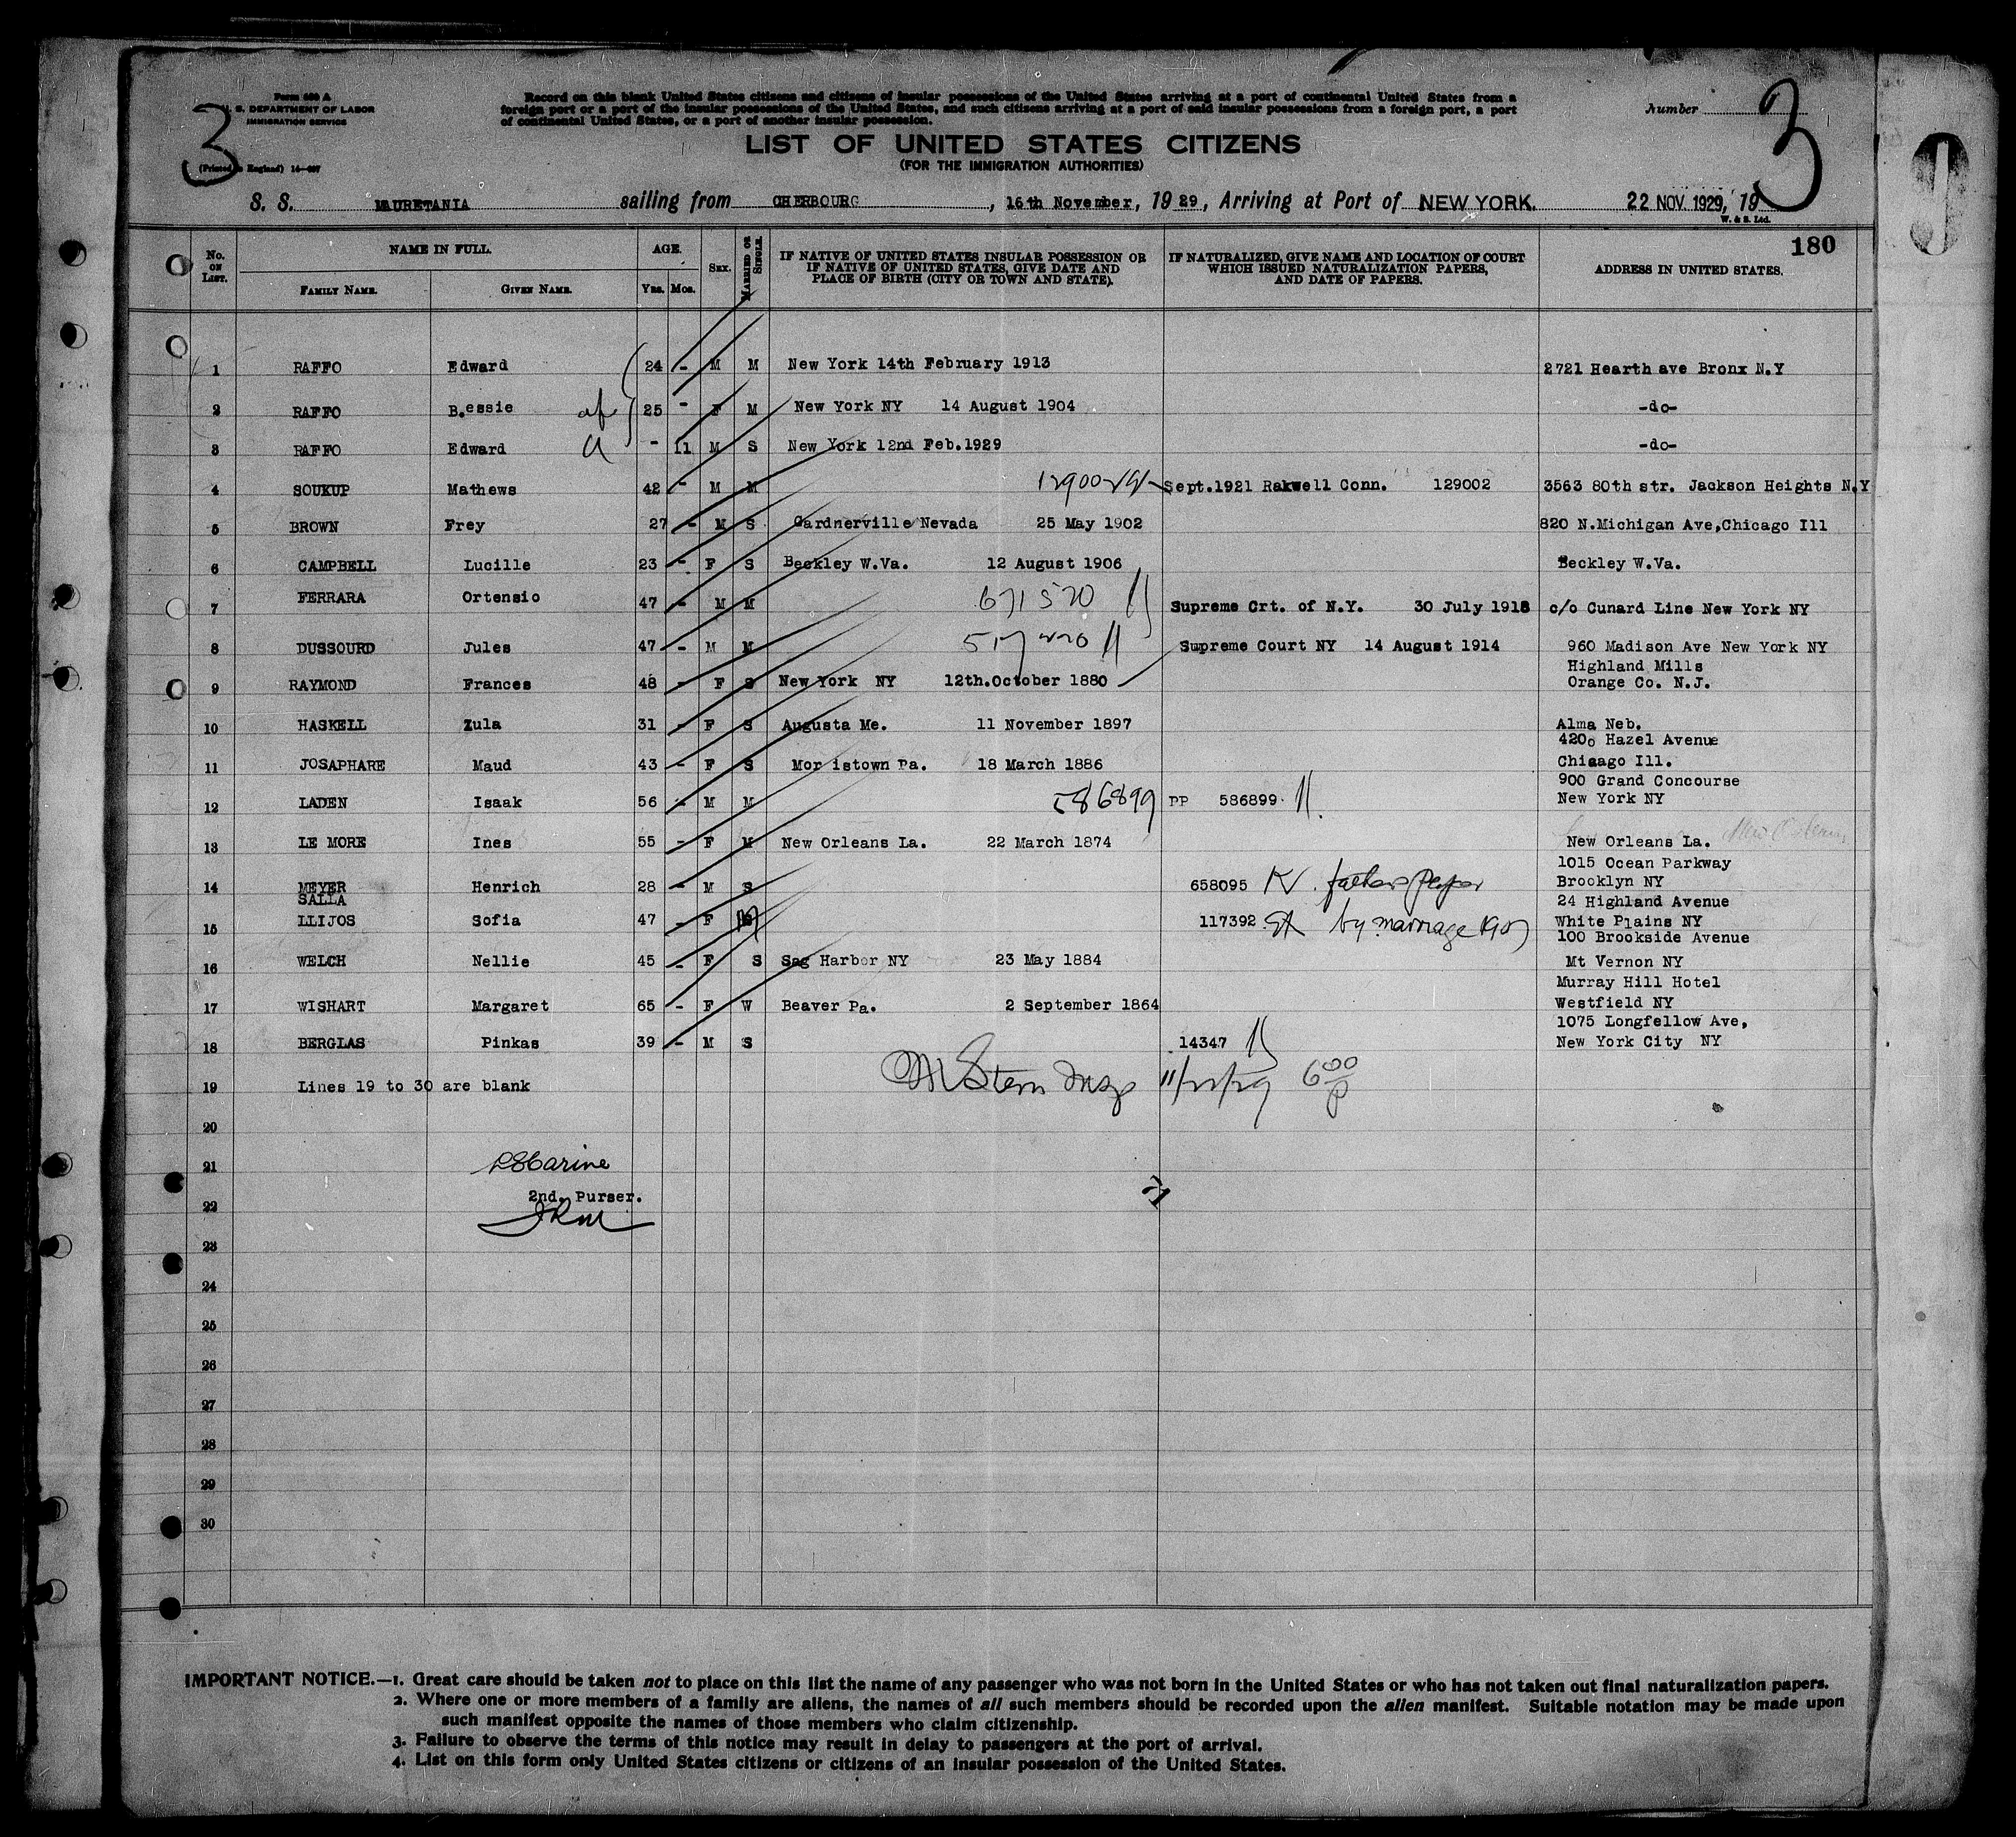 Form 630 A
U. S. DEPARTMENT OF LABOR
IMMIGRATION SERVICE
(Printed in England)
3
Record on this blank United States citizens and citizens of insular possessions of the United States arriving at a port of continental United States from a
foreign port or a port of the insular possessions of the United States, and such citizens arriving at a port of said insular possessions from a foreign port, a port
of continental United States, or a port of another insular possession.
Number
3
LIST OF UNITED STATES CITIZENS
(FOR THE IMMIGRATION AUTHORITIES)
S. S. MAURETANIA sailing from CHERBOURG, 16th November, 1929, Arriving at Port of NEW YORK. 22 NOV 1929, 19
W. & S. Ltd.
180
No. ON LIST. NAME IN FULL. FAMILY NAME. GIVEN NAME. AGE. Yrs. Mos. SEX. MARRIED OR SINGLE.
IF NATIVE OF UNITED STATES INSULAR POSSESSION OR
IF NATIVE OF UNITED STATES, GIVE DATE AND
PLACE OF BIRTH (CITY OR TOWN AND STATE).
IF NATURALIZED, GIVE NAME AND LOCATION OF COURT
WHICH ISSUED NATURALIZATION PAPERS,
AND DATE OF PAPERS.
ADDRESS IN UNITED STATES.
1 RAFFO Edward 24 - M M New York 14th February 1913 2721 Hearth ave Bronx N.Y
2 RAFFO B.essie 25 - F M New York NY 14 August 1904 -do-
3 RAFFO Edward - 11 M S New York 12nd Feb.1929 -do-
4 SOUKUP Mathews 42 - M M Sept.1921 Rakwell Conn. 129002 3563 80th str. Jackson Heights N.Y
5 BROWN Frey 27 - M S Gardnerville Nevada 25 May 1902 820 N.Michigan Ave,Chicago Ill
6 CAMPBELL Lucille 23 - F S Beckley W.Va. 12 August 1906 Beckley W.Va.
7 FERRARA Ortensio 47 - M M 671570 Supreme Crt. of N.Y. 30 July 1918 c/o Cunard Line New York NY
8 DUSSOURD Jules 47 - M M Supreme Court NY 14 August 1914 960 Madison Ave New York NY
Highland Mills
9 RAYMOND Frances 48 - F S New York NY 12th.October 1880 Orange Co. N.J.
10 HASKELL Zula 31 - F S Augusta Me. 11 November 1897 Alma Neb.
4200 Hazel Avenue
11 JOSAPHARE Maud 43 - F S Mor istown Pa. 18 March 1886 Chicago Ill.
900 Grand Concourse
12 LADEN Isaak 56 - M M 586899 PP 586899 New York NY
13 LE MORE Ines 55 - F M New Orleans La. 22 March 1874 New Orleans La.
1015 Ocean Parkway
14 MEYER Henrich 28 - M S 658095 fathers paper Brooklyn NY
SALLA 24 Highland Avenue
15 LLIJOS Sofia 47 - F M 117392 by marriage White Plains NY
100 Brookside Avenue
16 WELCH Nellie 45 - F S Sag Harbor NY 23 May 1884 Mt Vernon NY
Murray Hill Hotel
17 WISHART Margaret 65 - F W Beaver Pa. 2 September 1864 Westfield NY
1075 Longfellow Ave,
18 BERGLAS Pinkas 39 - M S 14347 New York City NY
19 Lines 19 to 30 are blank
M Stern Insp 11/22/29 6 00 P
20
21
2nd. Purser.
22
23
24
25
26
27
28
29
30
IMPORTANT NOTICE.—1. Great care should be taken not to place on this list the name of any passenger who was not born in the United States or who has not taken out final naturalization papers.
2. Where one or more members of a family are aliens, the names of all such members should be recorded upon the alien manifest. Suitable notation may be made upon
such manifest opposite the names of those members who claim citizenship.
3. Failure to observe the terms of this notice may result in delay to passengers at the port of arrival.
4. List on this form only United States citizens or citizens of an insular possession of the United States.